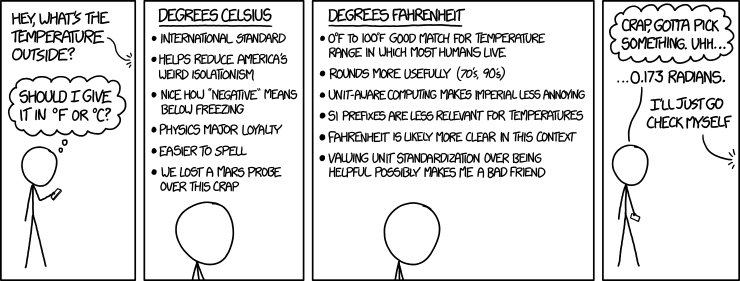 HEY, WHAT'S THE
TEMPERATURE
OUTSIDE?
SHOULD I GIVE
IT IN °F OR °C?
DEGREES CELSIUS
• INTERNATIONAL STANDARD
• HELPS REDUCE AMERICA'S
WEIRD ISOLATIONISM
• NICE HOW "NEGATIVE" MEANS
BELOW FREEZING
• PHYSICS MAJOR LOYALTY
• EASIER TO SPELL
• WE LOST A MARS PROBE
OVER THIS CRAP
DEGREES FAHRENHEIT
• 0°F TO 100°F GOOD MATCH FOR TEMPERATURE
RANGE IN WHICH MOST HUMANS LIVE
• ROUNDS MORE USEFULLY (70's, 90's)
• UNIT-AWARE COMPUTING MAKES IMPERIAL LESS ANNOYING
• SI PREFIXES ARE LESS RELEVANT FOR TEMPERATURES
• FAHRENHEIT IS LIKELY MORE CLEAR IN THIS CONTEXT
• VALUING UNIT STANDARDIZATION OVER BEING
HELPFUL POSSIBLY MAKES ME A BAD FRIEND
CRAP, GOTTA PICK
SOMETHING. UHH...
...0.173 RADIANS.
I'LL JUST GO
CHECK MYSELF